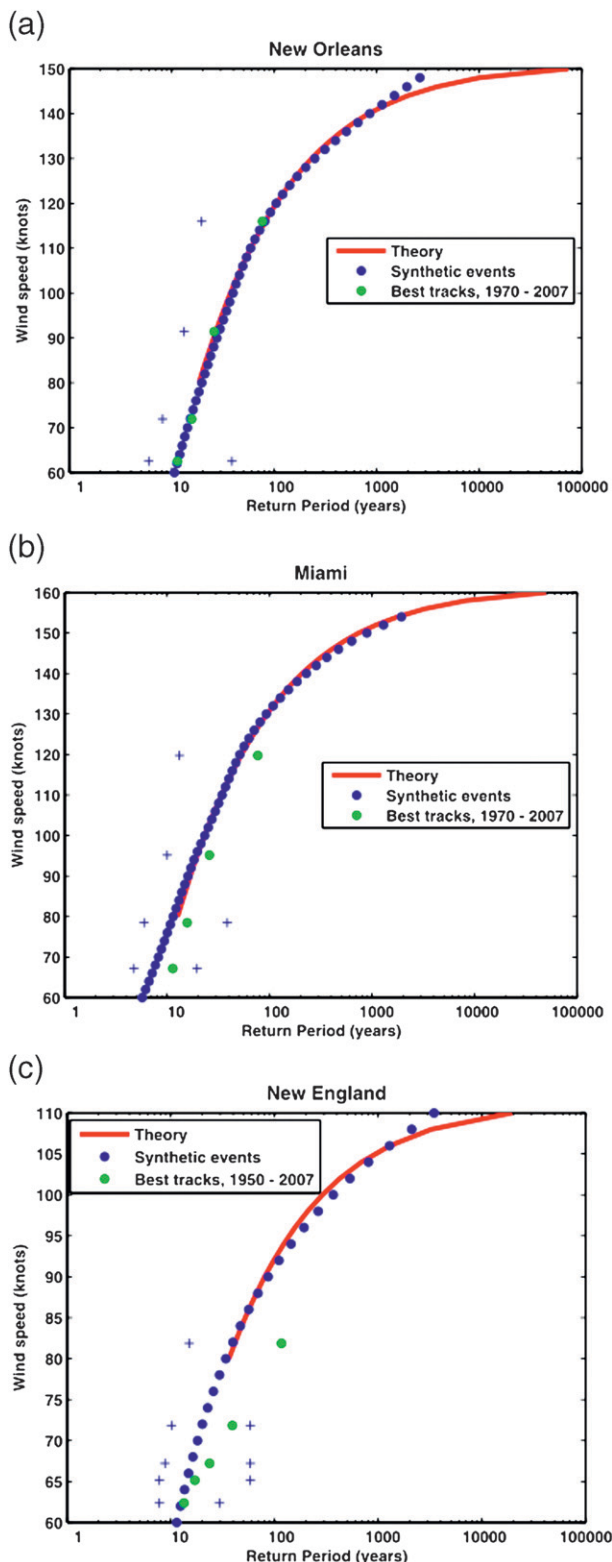 (a)
New Orleans
150
140
130
120
110
100
90
80
70
60
Wind speed (knots)
Theory
Synthetic events
Best tracks, 1970 - 2007
1 10 100 1000 10000 100000
Return Period (years)
(b)
Miami
160
150
140
130
120
110
100
90
80
70
60
Wind speed (knots)
Theory
Synthetic events
Best tracks, 1970 - 2007
1 10 100 1000 10000 100000
Return Period (years)
(c)
New England
110
105
100
95
90
85
80
75
70
65
60
Wind speed (knots)
Theory
Synthetic events
Best tracks, 1950 - 2007
1 10 100 1000 10000 100000
Return Period (years)